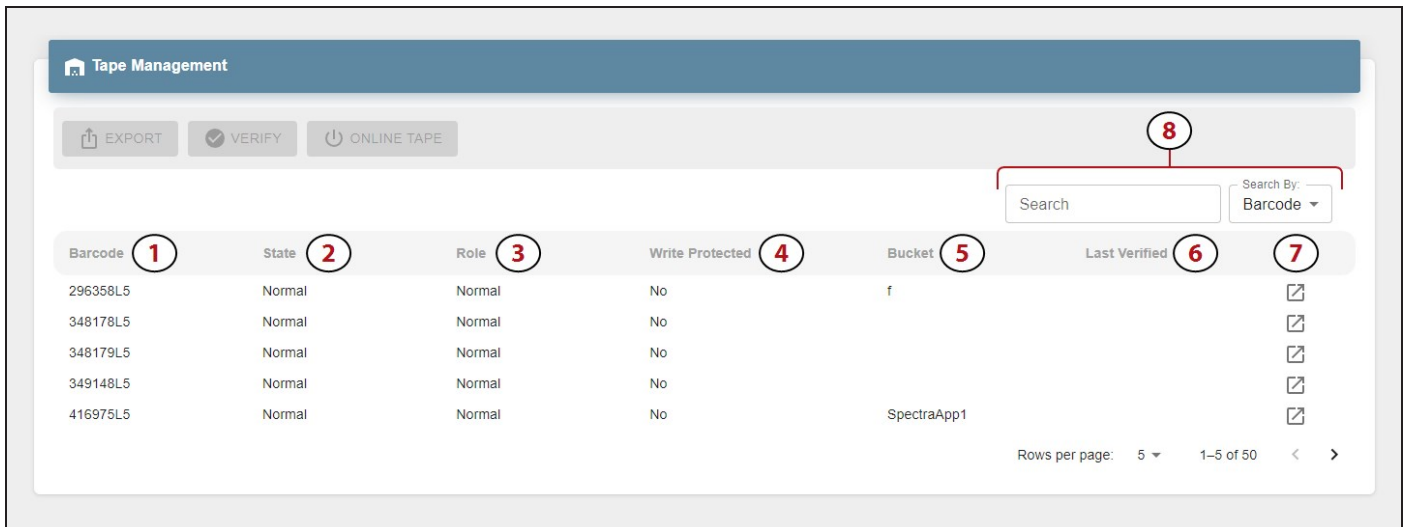 Tape Management
EXPORT VERIFY ONLINE TAPE
8
Search Search By: Barcode
Barcode 1 State 2 Role 3 Write Protected 4 Bucket 5 Last Verified 6 7
296358L5 Normal Normal No f
348178L5 Normal Normal No
348179L5 Normal Normal No
349148L5 Normal Normal No
416975L5 Normal Normal No SpectraApp1
Rows per page: 5 1–5 of 50